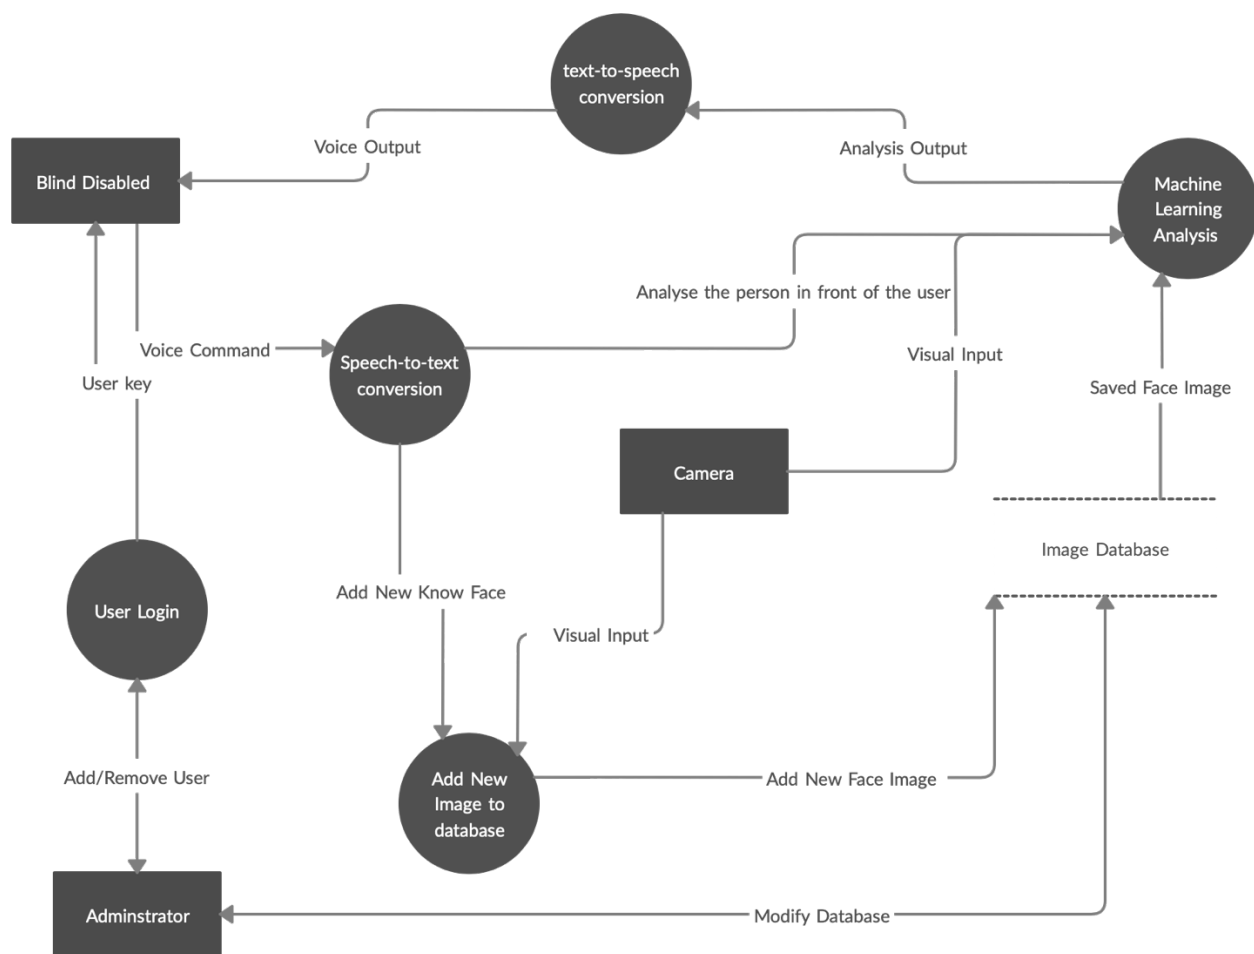 text-to-speech
conversion
Voice Output
Analysis Output
Blind Disabled
Machine
Learning
Analysis
Analyse the person in front of the user
Voice Command
Speech-to-text
conversion
Visual Input
User key
Saved Face Image
Camera
Image Database
Add New Know Face
User Login
Visual Input
Add/Remove User
Add New
Image to
database
Add New Face Image
Adminstrator
Modify Database